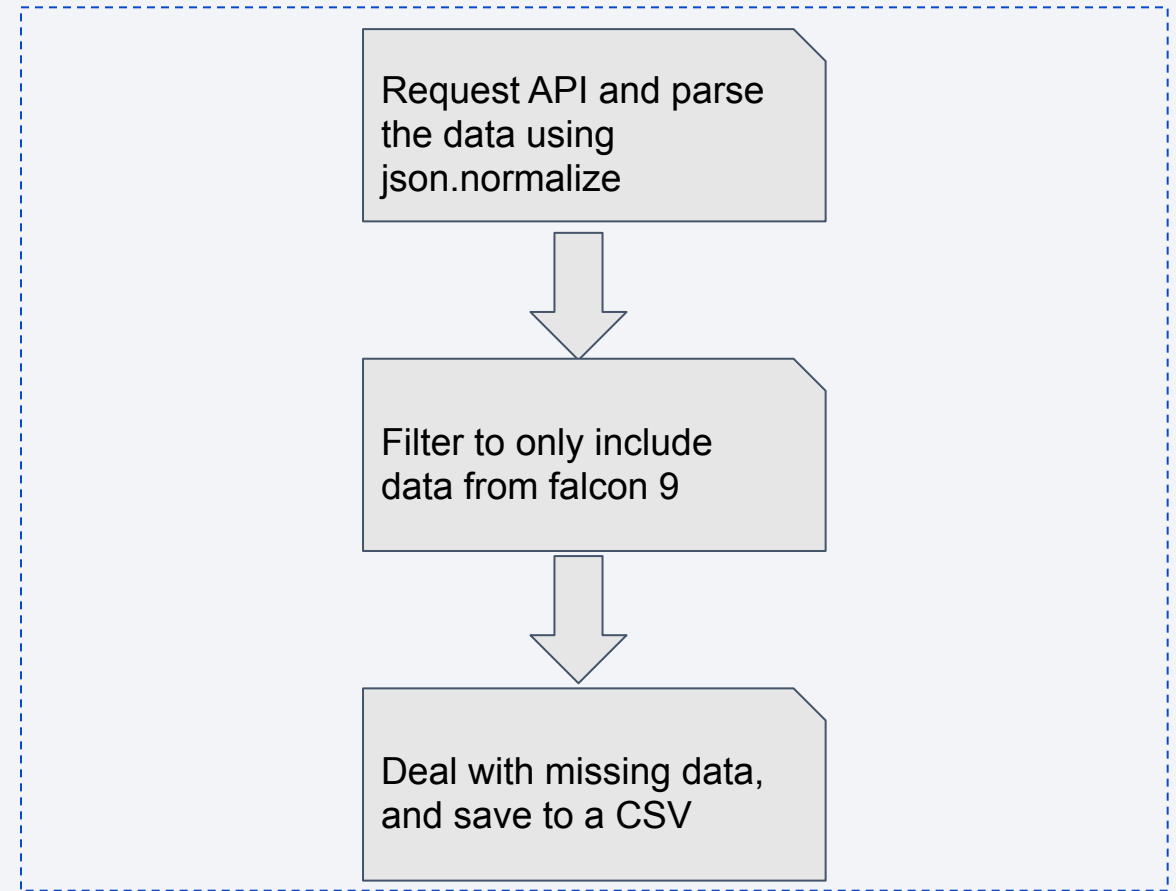 Request API and parse
the data using
json.normalize
Filter to only include
data from falcon 9
Deal with missing data,
and save to a CSV